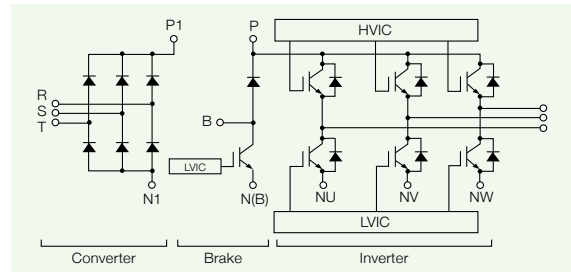 P1
P
HVIC
R
S
T
B
LVIC
N1
N(B)
NU
NV
NW
LVIC
Converter
Brake
Inverter